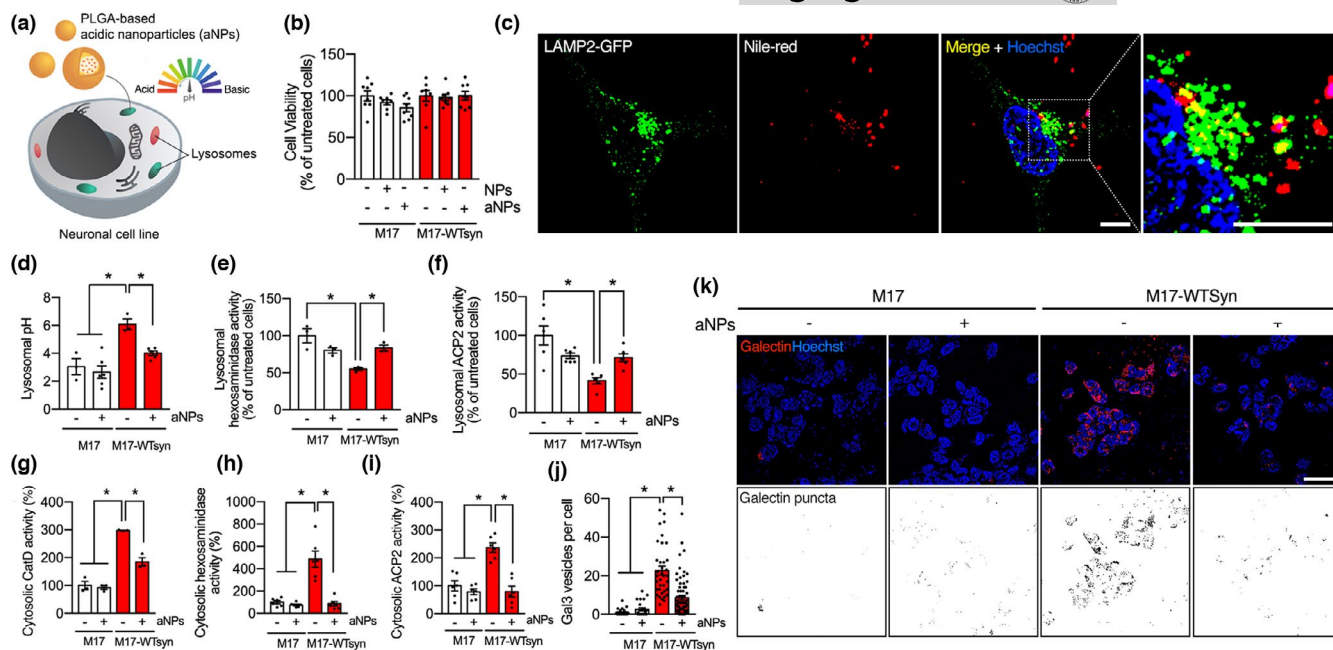 (a)
PLGA-based
acidic nanoparticles (aNPs)
Acid
pH
Basic
Lysosomes
Neuronal cell line
(b)
Cell Viability
(% of untreated cells)
150
100
50
0
- + - - + - NPs
- - + - - + aNPs
M17 M17-WTsyn
(c)
LAMP2-GFP
Nile-red
Merge + Hoechst
(d)
Lysosomal pH
8
6
4
2
0
* *
- + - + aNPs
M17 M17-WTsyn
(e)
Lysosomal
hexosaminidase activity
(% of untreated cells)
150
100
50
0
* *
- + - + aNPs
M17 M17-WTsyn
(f)
Lysosomal ACP2 activity
(% of untreated cells)
150
100
50
0
* *
- + - + aNPs
M17 M17-WTsyn
(g)
Cytosolic CatD activity (%)
400
300
200
100
0
* *
- + - + aNPs
M17 M17-WTsyn
(h)
Cytosolic hexosaminidase
activity (%)
1000
800
600
400
200
0
* *
- + - + aNPs
M17 M17-WTsyn
(i)
Cytosolic ACP2 activity (%)
400
300
200
100
0
* *
- + - + aNPs
M17 M17-WTsyn
(j)
Gal3 vesicles per cell
60
40
20
0
* *
- + - + aNPs
M17 M17-WTsyn
(k)
M17 M17-WTSyn
aNPs - + - +
GalectinHoechst
Galectin puncta